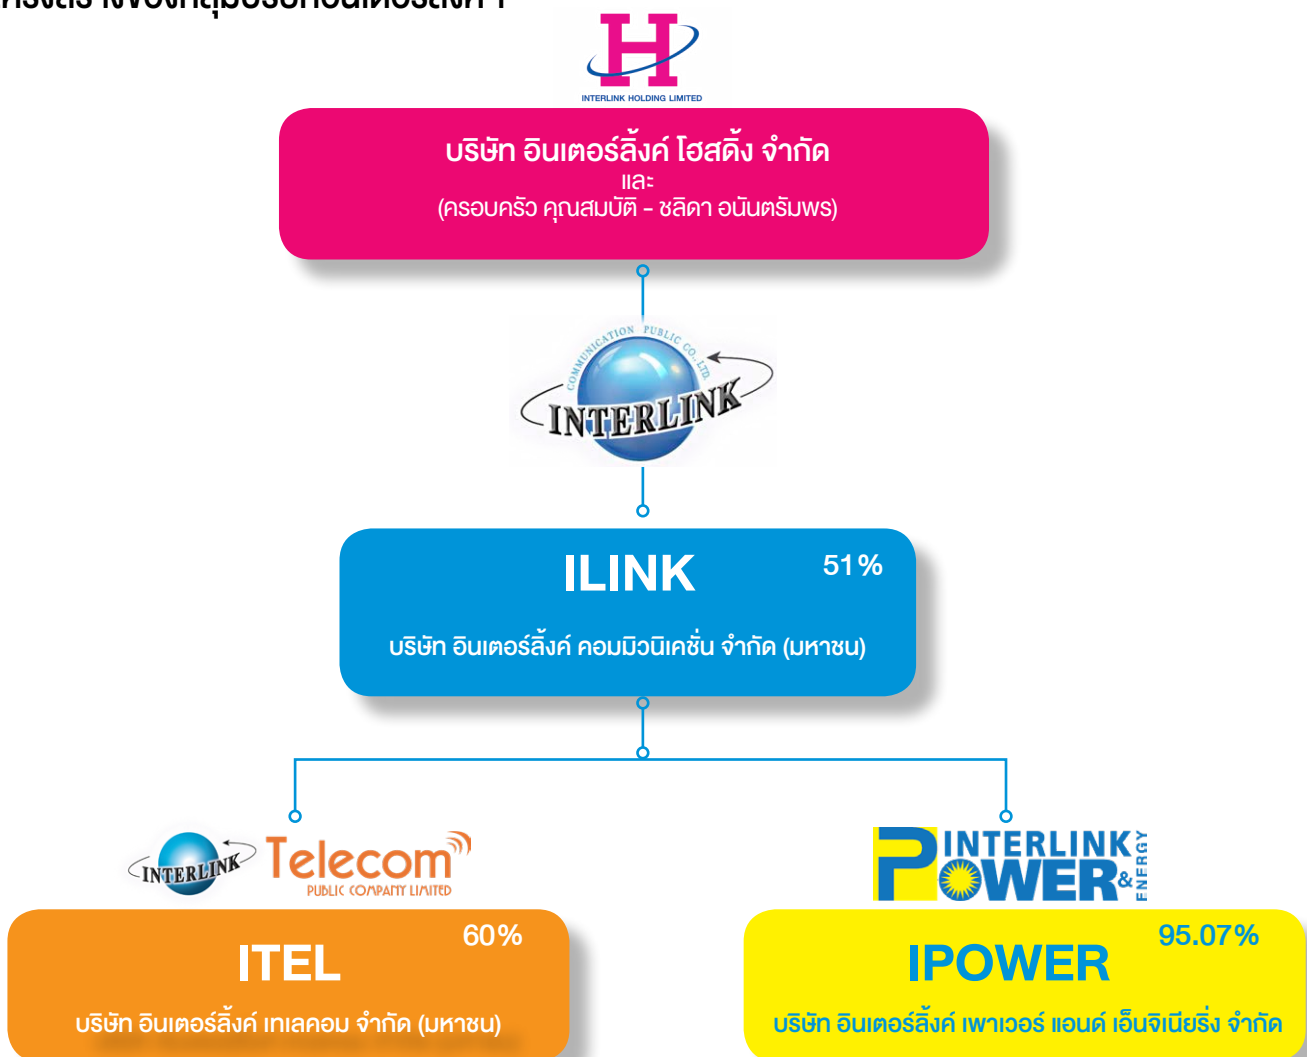 INTERLINK HOLDING LIMITED
บริษัท อินเตอร์ลิ้งค์ โฮสดิ้ง จำกัด
และ
(ครอบครัว คุณสมบัติ - ชลิดา อนันตรัมพร)
COMMUNICATION PUBLIC CO., LTD.
INTERLINK
ILINK
51%
บริษัท อินเตอร์ลิ้งค์ คอมมิวนิเคชั่น จำกัด (มหาชน)
INTERLINK
Telecom
PUBLIC COMPANY LIMITED
ITEL
60%
บริษัท อินเตอร์ลิ้งค์ เทเลคอม จำกัด (มหาชน)
INTERLINK
POWER & ENERGY
IPOWER
95.07%
บริษัท อินเตอร์ลิ้งค์ เพาเวอร์ แอนด์ เอ็นจิเนียริ่ง จำกัด